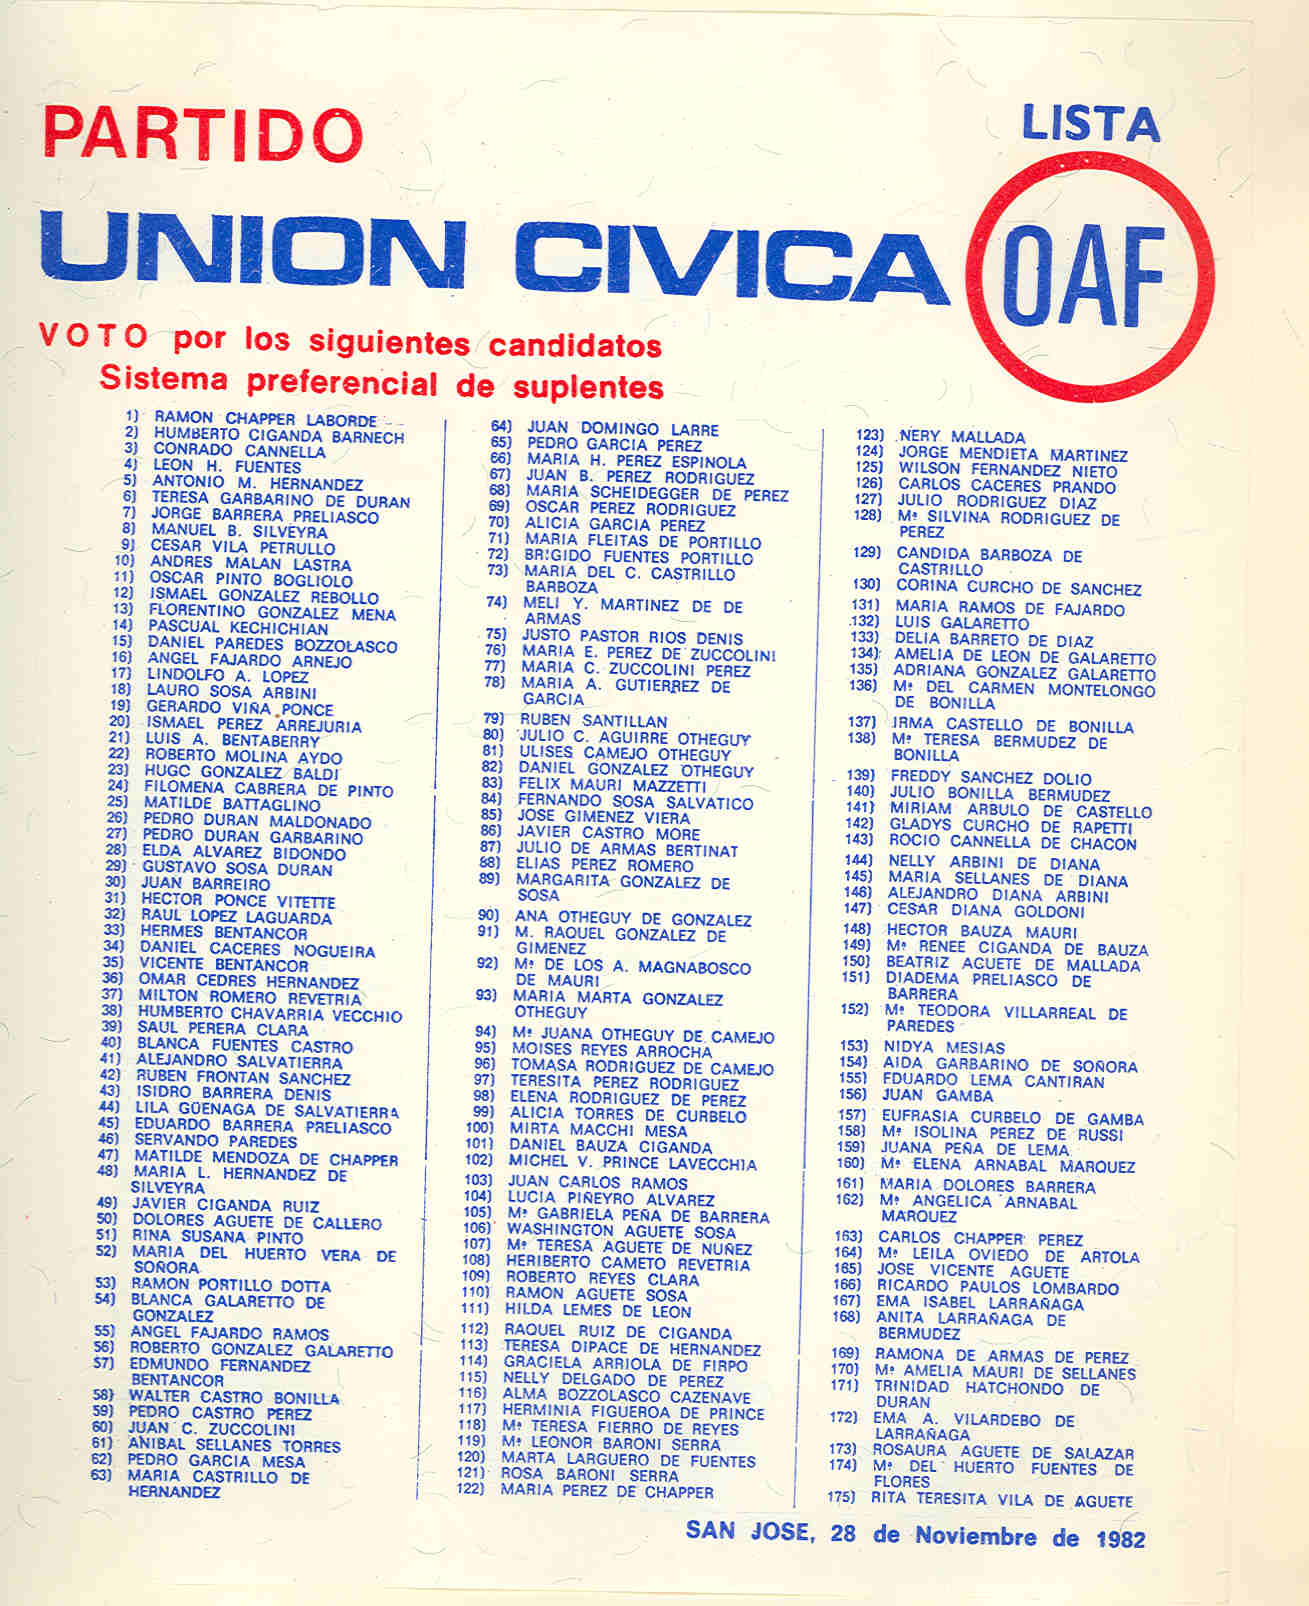 PARTIDO
LISTA
UNION CIVICA
OAF
VOTO por los siguientes candidatos
Sistema preferencial de suplentes
1) RAMON CHAPPER LABORDE
2) HUMBERTO CIGANDA BARNECH
3) CONRADO CANNELLA
4) LEON H. FUENTES
5) ANTONIO M. HERNANDEZ
6) TERESA GARBARINO DE DURAN
7) JORGE BARRERA PRELIASCO
8) MANUEL B. SILVEYRA
9) CESAR VILA PETRULLO
10) ANDRES MALAN LASTRA
11) OSCAR PINTO BOGLIOLO
12) ISMAEL GONZALEZ REBOLLO
13) FLORENTINO GONZALEZ MENA
14) PASCUAL KECHICHIAN
15) DANIEL PAREDES BOZZOLASCO
16) ANGEL FAJARDO ARNEJO
17) LINDOLFO A. LOPEZ
18) LAURO SOSA ARBINI
19) GERARDO VIÑA PONCE
20) ISMAEL PEREZ ARREJURIA
21) LUIS A. BENTABERRY
22) ROBERTO MOLINA AYDO
23) HUGO GONZALEZ BALDI
24) FILOMENA CABRERA DE PINTO
25) MATILDE BATTAGLINO
26) PEDRO DURAN MALDONADO
27) PEDRO DURAN GARBARINO
28) ELDA ALVAREZ BIDONDO
29) GUSTAVO SOSA DURAN
30) JUAN BARREIRO
31) HECTOR PONCE VITETTE
32) RAUL LOPEZ LAGUARDA
33) HERMES BENTANCOR
34) DANIEL CACERES NOGUEIRA
35) VICENTE BENTANCOR
36) OMAR CEDRES HERNANDEZ
37) MILTON ROMERO REVETRIA
38) HUMBERTO CHAVARRIA VECCHIO
39) SAUL PERERA CLARA
40) BLANCA FUENTES CASTRO
41) ALEJANDRO SALVATIERRA
42) RUBEN FRONTAN SANCHEZ
43) ISIDRO BARRERA DENIS
44) LILA GÜENAGA DE SALVATIERRA
45) EDUARDO BARRERA PRELIASCO
46) SERVANDO PAREDES
47) MATILDE MENDOZA DE CHAPPER
48) MARIA L. HERNANDEZ DE
SILVEYRA
49) JAVIER CIGANDA RUIZ
50) DOLORES AGUETE DE CALLERO
51) RINA SUSANA PINTO
52) MARIA DEL HUERTO VERA DE
SOÑORA
53) RAMON PORTILLO DOTTA
54) BLANCA GALARETTO DE
GONZALEZ
55) ANGEL FAJARDO RAMOS
56) ROBERTO GONZALEZ GALARETTO
57) EDMUNDO FERNANDEZ
BENTANCOR
58) WALTER CASTRO BONILLA
59) PEDRO CASTRO PEREZ
60) JUAN C. ZUCCOLINI
61) ANIBAL SELLANES TORRES
62) PEDRO GARCIA MESA
63) MARIA CASTRILLO DE
HERNANDEZ
64) JUAN DOMINGO LARRE
65) PEDRO GARCIA PEREZ
66) MARIA H. PEREZ ESPINOLA
67) JUAN B. PEREZ RODRIGUEZ
68) MARIA SCHEIDEGGER DE PEREZ
69) OSCAR PEREZ RODRIGUEZ
70) ALICIA GARCIA PEREZ
71) MARIA FLEITAS DE PORTILLO
72) BRIGIDO FUENTES PORTILLO
73) MARIA DEL C. CASTRILLO
BARBOZA
74) MELI Y. MARTINEZ DE DE
ARMAS
75) JUSTO PASTOR RIOS DENIS
76) MARIA E. PEREZ DE ZUCCOLINI
77) MARIA C. ZUCCOLINI PEREZ
78) MARIA A. GUTIERREZ DE
GARCIA
79) RUBEN SANTILLAN
80) JULIO C. AGUIRRE OTHEGUY
81) ULISES CAMEJO OTHEGUY
82) DANIEL GONZALEZ OTHEGUY
83) FELIX MAURI MAZZETTI
84) FERNANDO SOSA SALVATICO
85) JOSE GIMENEZ VIERA
86) JAVIER CASTRO MORE
87) JULIO DE ARMAS BERTINAT
88) ELIAS PEREZ ROMERO
89) MARGARITA GONZALEZ DE
SOSA
90) ANA OTHEGUY DE GONZALEZ
91) M. RAQUEL GONZALEZ DE
GIMENEZ
92) Mª DE LOS A. MAGNABOSCO
DE MAURI
93) MARIA MARTA GONZALEZ
OTHEGUY
94) Mª JUANA OTHEGUY DE CAMEJO
95) MOISES REYES ARROCHA
96) TOMASA RODRIGUEZ DE CAMEJO
97) TERESITA PEREZ RODRIGUEZ
98) ELENA RODRIGUEZ DE PEREZ
99) ALICIA TORRES DE CURBELO
100) MIRTA MACCHI MESA
101) DANIEL BAUZA CIGANDA
102) MICHEL V. PRINCE LAVECCHIA
103) JUAN CARLOS RAMOS
104) LUCIA PIÑEYRO ALVAREZ
105) Mª GABRIELA PEÑA DE BARRERA
106) WASHINGTON AGUETE SOSA
107) Mª TERESA AGUETE DE NUÑEZ
108) HERIBERTO CAMETO REVETRIA
109) ROBERTO REYES CLARA
110) RAMON AGUETE SOSA
111) HILDA LEMES DE LEON
112) RAQUEL RUIZ DE CIGANDA
113) TERESA DIPACE DE HERNANDEZ
114) GRACIELA ARRIOLA DE FIRPO
115) NELLY DELGADO DE PEREZ
116) ALMA BOZZOLASCO CAZENAVE
117) HERMINIA FIGUEROA DE PRINCE
118) Mª TERESA FIERRO DE REYES
119) Mª LEONOR BARONI SERRA
120) MARTA LARGUERO DE FUENTES
121) ROSA BARONI SERRA
122) MARIA PEREZ DE CHAPPER
123) NERY MALLADA
124) JORGE MENDIETA MARTINEZ
125) WILSON FERNANDEZ NIETO
126) CARLOS CACERES PRANDO
127) JULIO RODRIGUEZ DIAZ
128) Mª SILVINA RODRIGUEZ DE
PEREZ
129) CANDIDA BARBOZA DE
CASTRILLO
130) CORINA CURCHO DE SANCHEZ
131) MARIA RAMOS DE FAJARDO
132) LUIS GALARETTO
133) DELIA BARRETO DE DIAZ
134) AMELIA DE LEON DE GALARETTO
135) ADRIANA GONZALEZ GALARETTO
136) Mª DEL CARMEN MONTELONGO
DE BONILLA
137) IRMA CASTELLO DE BONILLA
138) Mª TERESA BERMUDEZ DE
BONILLA
139) FREDDY SANCHEZ DOLIO
140) JULIO BONILLA BERMUDEZ
141) MIRIAM ARBULO DE CASTELLO
142) GLADYS CURCHO DE RAPETTI
143) ROCIO CANNELLA DE CHACON
144) NELLY ARBINI DE DIANA
145) MARIA SELLANES DE DIANA
146) ALEJANDRO DIANA ARBINI
147) CESAR DIANA GOLDONI
148) HECTOR BAUZA MAURI
149) Mª RENEE CIGANDA DE BAUZA
150) BEATRIZ AGUETE DE MALLADA
151) DIADEMA PRELIASCO DE
BARRERA
152) Mª TEODORA VILLARREAL DE
PAREDES
153) NIDYA MESIAS
154) AIDA GARBARINO DE SOÑORA
155) EDUARDO LEMA CANTIRAN
156) JUAN GAMBA
157) EUFRASIA CURBELO DE GAMBA
158) Mª ISOLINA PEREZ DE RUSSI
159) JUANA PEÑA DE LEMA
160) Mª ELENA ARNABAL MARQUEZ
161) MARIA DOLORES BARRERA
162) Mª ANGELICA ARNABAL
MARQUEZ
163) CARLOS CHAPPER PEREZ
164) Mª LEILA OVIEDO DE ARTOLA
165) JOSE VICENTE AGUETE
166) RICARDO PAULOS LOMBARDO
167) EMA ISABEL LARRAÑAGA
168) ANITA LARRAÑAGA DE
BERMUDEZ
169) RAMONA DE ARMAS DE PEREZ
170) Mª AMELIA MAURI DE SELLANES
171) TRINIDAD HATCHONDO DE
DURAN
172) EMA A. VILARDEBO DE
LARRAÑAGA
173) ROSAURA AGUETE DE SALAZAR
174) Mª DEL HUERTO FUENTES DE
FLORES
175) RITA TERESITA VILA DE AGUETE
SAN JOSE, 28 de Noviembre de 1982